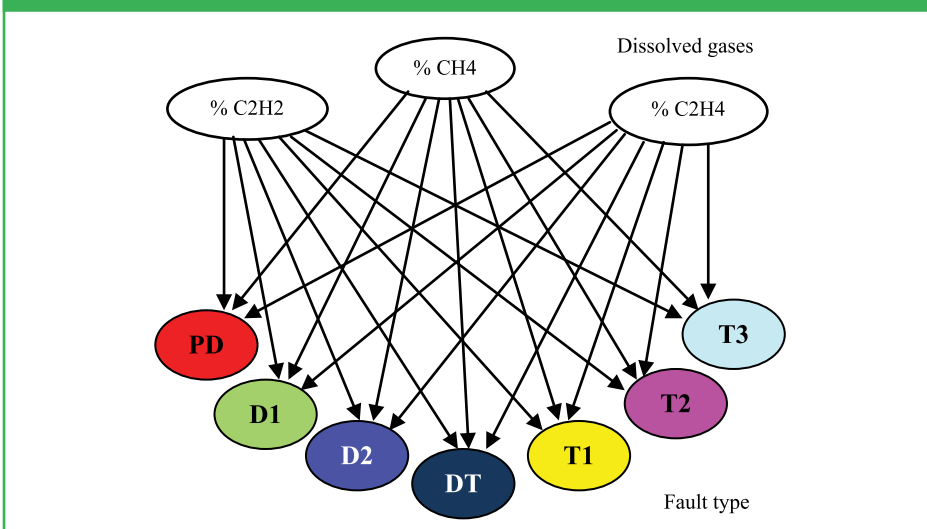 Dissolved gases
% CH4
% C2H2
% C2H4
PD
T3
D1
T2
D2
T1
DT
Fault type